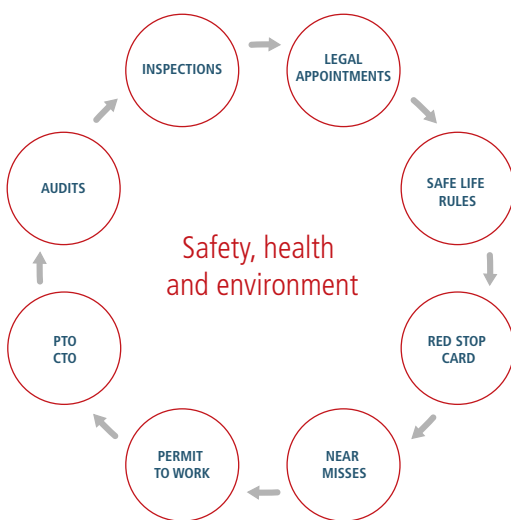 INSPECTIONS
LEGAL
APPOINTMENTS
SAFE LIFE
RULES
RED STOP
CARD
NEAR
MISSES
PERMIT
TO WORK
PTO
CTO
AUDITS
Safety, health
and environment